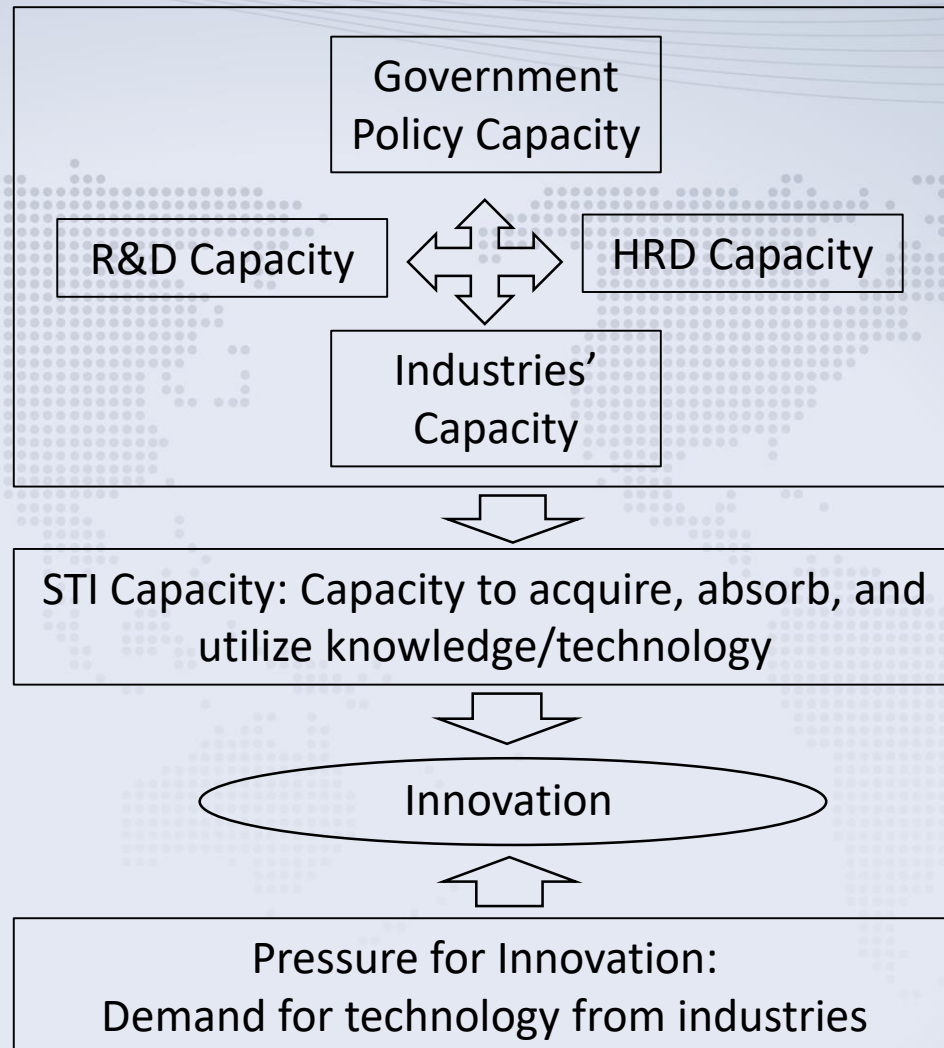 Government
Policy Capacity
R&D Capacity
HRD Capacity
Industries’
Capacity
STI Capacity: Capacity to acquire, absorb, and
utilize knowledge/technology
Innovation
Pressure for Innovation:
Demand for technology from industries